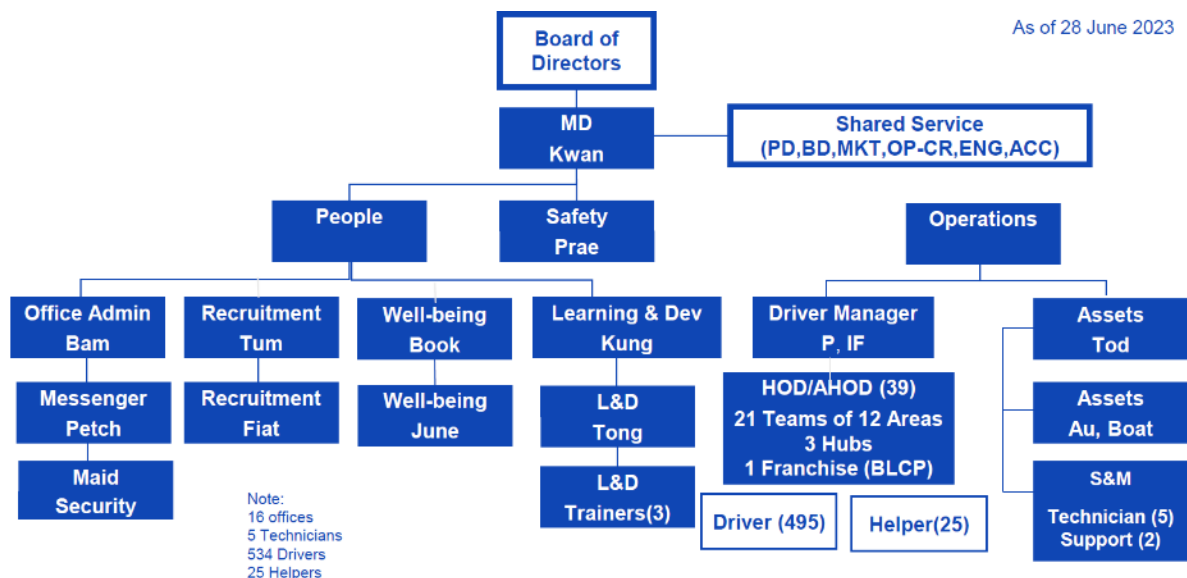 As of 28 June 2023
Board of
Directors
MD
Kwan
Shared Service
(PD,BD,MKT,OP-CR,ENG,ACC)
People
Safety
Prae
Operations
Office Admin
Bam
Recruitment
Tum
Well-being
Book
Learning & Dev
Kung
Driver Manager
P, IF
Assets
Tod
Messenger
Petch
Recruitment
Fiat
Well-being
June
L&D
Tong
HOD/AHOD (39)
21 Teams of 12 Areas
3 Hubs
1 Franchise (BLCP)
Assets
Au, Boat
Maid
Security
L&D
Trainers(3)
Driver (495)
Helper(25)
S&M
Technician (5)
Support (2)
Note:
16 offices
5 Technicians
534 Drivers
25 Helpers